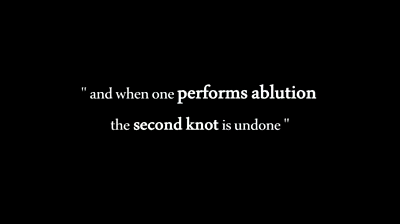 " and when one performs ablution
the second knot is undone "